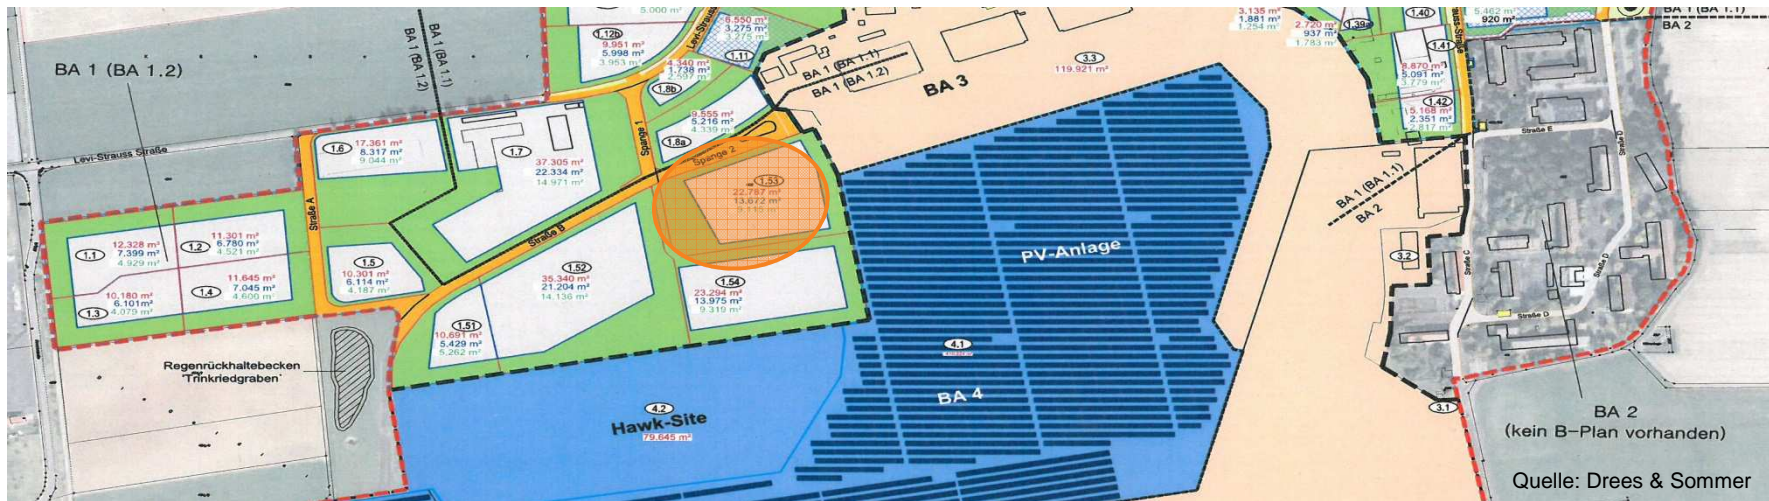 5.000 m²
1.12b
9.951 m²
5.998 m²
3.953 m²
6.550 m²
3.275 m²
3.275 m²
1.11
4.340 m²
1.738 m²
2.597 m²
1.8b
BA 1 (BA 1.1)
BA 1 (BA 1.2)
BA 1 (BA 1.1)
BA 1 (BA 1.2)
BA 1 (BA 1.2)
3.3
119.921 m²
BA 3
3.135 m²
1.881 m²
1.254 m²
2.720 m²
937 m²
1.783 m²
1.39a
1.40
5.462 m²
920 m²
BA 1 (BA 1.1)
BA 2
1.41
8.870 m²
5.091 m²
3.779 m²
1.42
5.168 m²
2.351 m²
2.817 m²
Levi-Strauss Straße
1.6
17.361 m²
8.317 m²
9.044 m²
1.7
37.305 m²
22.334 m²
14.971 m²
Spange 1
9.555 m²
5.216 m²
4.339 m²
1.8a
Spange 2
1.53
22.787 m²
13.672 m²
Straße A
Straße B
1.1
12.328 m²
7.399 m²
4.929 m²
1.2
11.301 m²
6.780 m²
4.521 m²
1.3
10.180 m²
6.101 m²
4.079 m²
1.4
11.645 m²
7.045 m²
4.600 m²
1.5
10.301 m²
6.114 m²
4.187 m²
1.52
35.340 m²
21.204 m²
14.136 m²
1.51
10.691 m²
5.429 m²
5.262 m²
1.54
23.294 m²
13.975 m²
9.319 m²
PV-Anlage
4.1
BA 4
Regenrückhaltebecken
'Trinkriedgraben'
4.2
Hawk-Site
79.645 m²
BA 1 (BA 1.1)
BA 2
3.2
Straße E
Straße D
Straße C
Straße D
Straße D
3.1
BA 2
(kein B-Plan vorhanden)
Quelle: Drees & Sommer